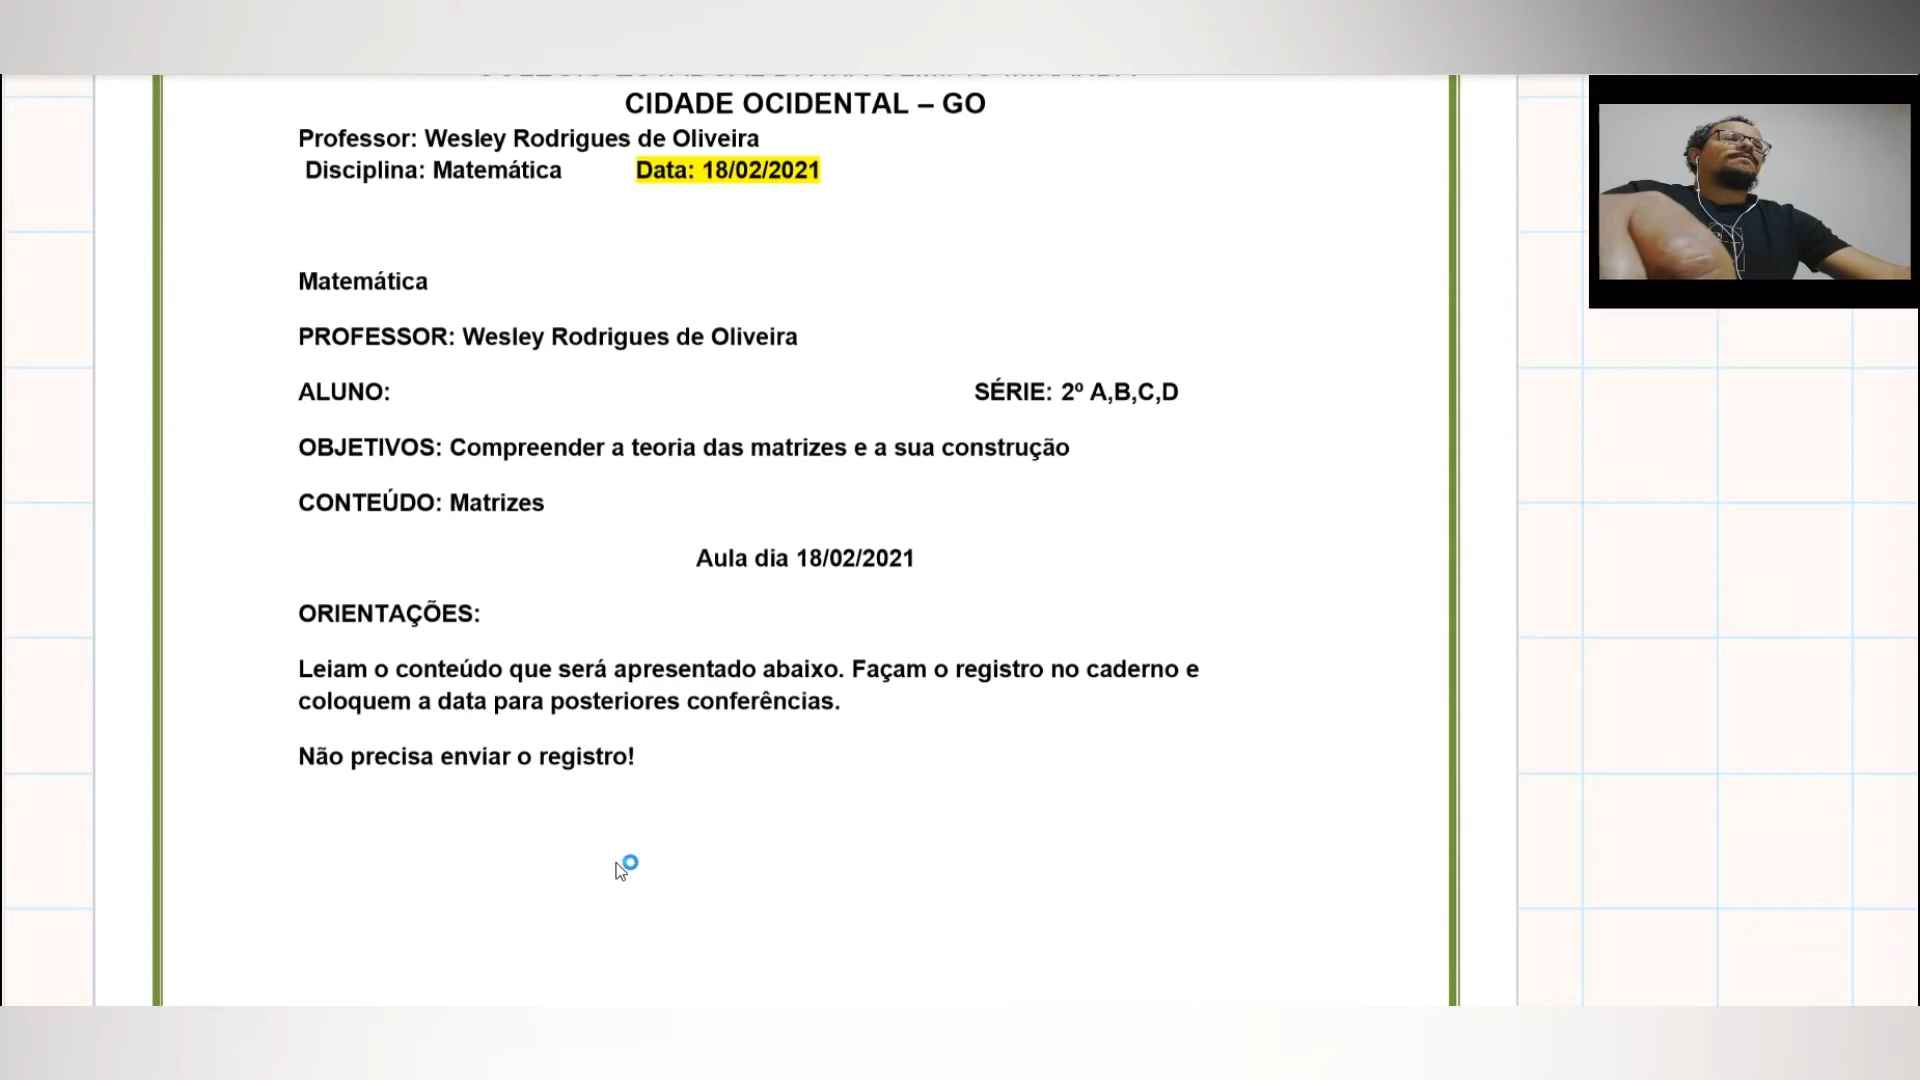 CIDADE OCIDENTAL – GO
Professor: Wesley Rodrigues de Oliveira
Disciplina: Matemática Data: 18/02/2021
Matemática
PROFESSOR: Wesley Rodrigues de Oliveira
ALUNO: SÉRIE: 2º A,B,C,D
OBJETIVOS: Compreender a teoria das matrizes e a sua construção
CONTEÚDO: Matrizes
Aula dia 18/02/2021
ORIENTAÇÕES:
Leiam o conteúdo que será apresentado abaixo. Façam o registro no caderno e
coloquem a data para posteriores conferências.
Não precisa enviar o registro!